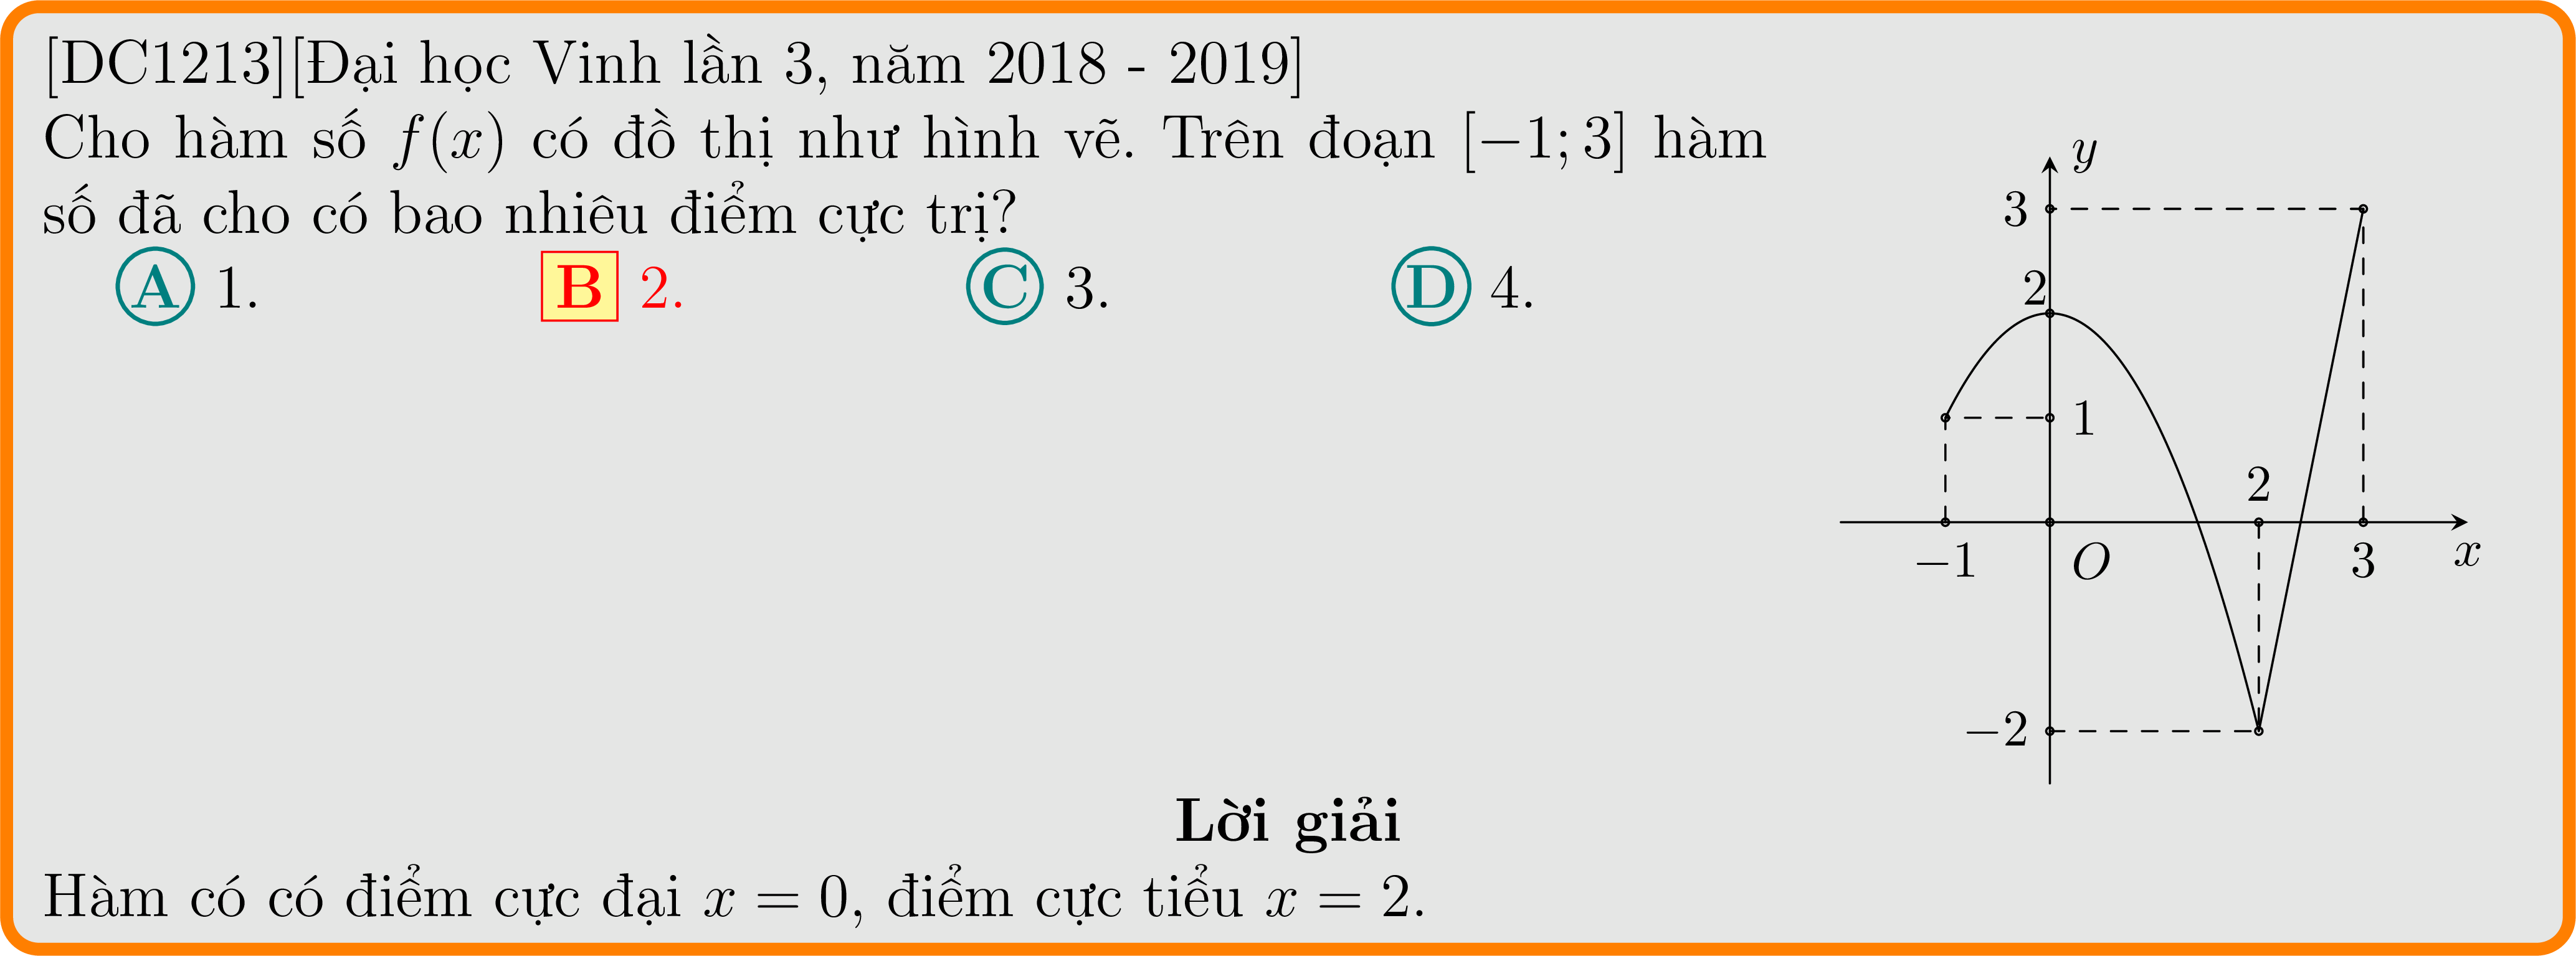 [DC1213][Đại học Vinh lần 3, năm 2018 - 2019]
Cho hàm số f(x) có đồ thị như hình vẽ. Trên đoạn [−1; 3] hàm
số đã cho có bao nhiêu điểm cực trị?
A 1. B 2. C 3. D 4.
y
3
2
1
2
−1 O 3 x
−2
Lời giải
Hàm có có điểm cực đại x = 0, điểm cực tiểu x = 2.